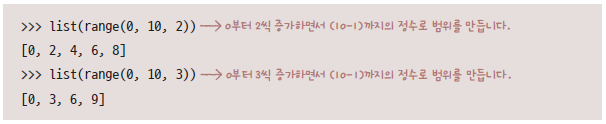 >>> list(range(0, 10, 2)) → 0부터 2씩 증가하면서 (10-1)까지의 정수로 범위를 만듭니다.
[0, 2, 4, 6, 8]
>>> list(range(0, 10, 3)) → 0부터 3씩 증가하면서 (10-1)까지의 정수로 범위를 만듭니다.
[0, 3, 6, 9]